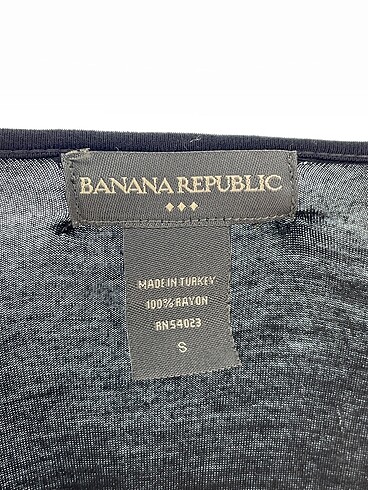 BANANA REPUBLIC
MADE IN TURKEY
100% RAYON
RN54023
S